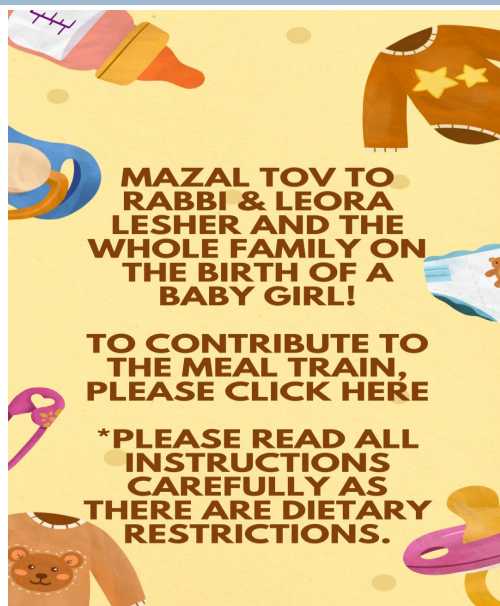 MAZAL TOV TO
RABBI & LEORA
LESHER AND THE
WHOLE FAMILY ON
THE BIRTH OF A
BABY GIRL!
TO CONTRIBUTE TO
THE MEAL TRAIN,
PLEASE CLICK HERE
*PLEASE READ ALL
INSTRUCTIONS
CAREFULLY AS
THERE ARE DIETARY
RESTRICTIONS.